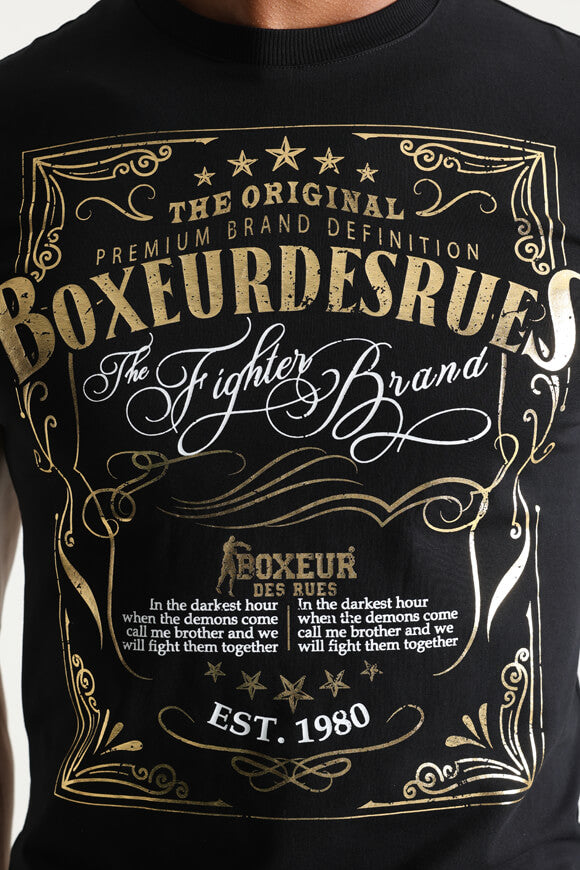 THE ORIGINAL
PREMIUM BRAND DEFINITION
BOXEURDESRUES
The Fighter Brand
BOXEUR®
DES RUES
In the darkest hour
when the demons come
call me brother and we
will fight them together
In the darkest hour
when the demons come
call me brother and we
will fight them together
EST. 1980